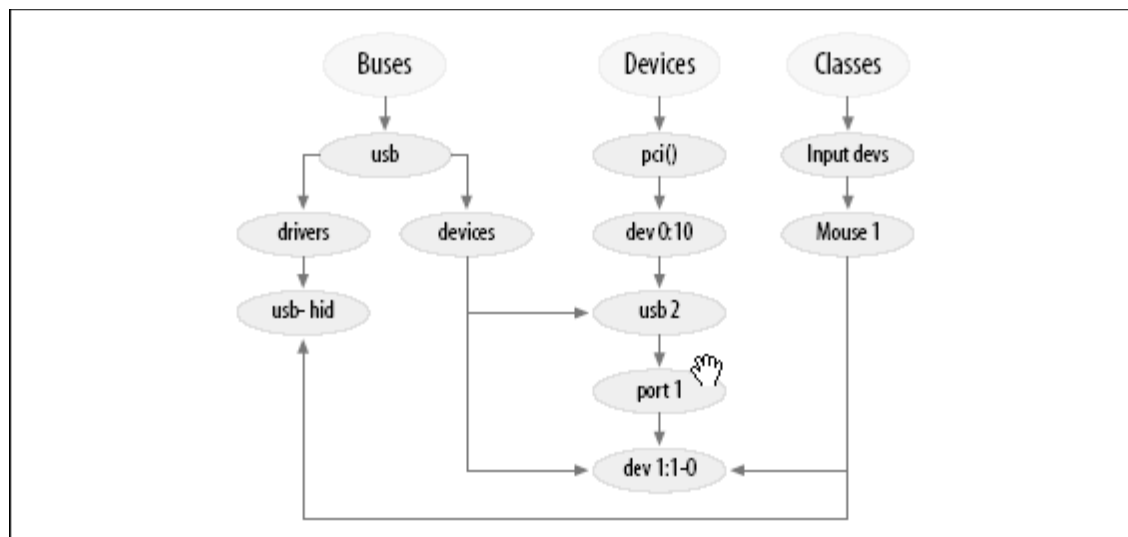 Buses Devices Classes
usb pci() Input devs
drivers devices dev 0:10 Mouse 1
usb- hid usb 2
port 1
dev 1:1-0